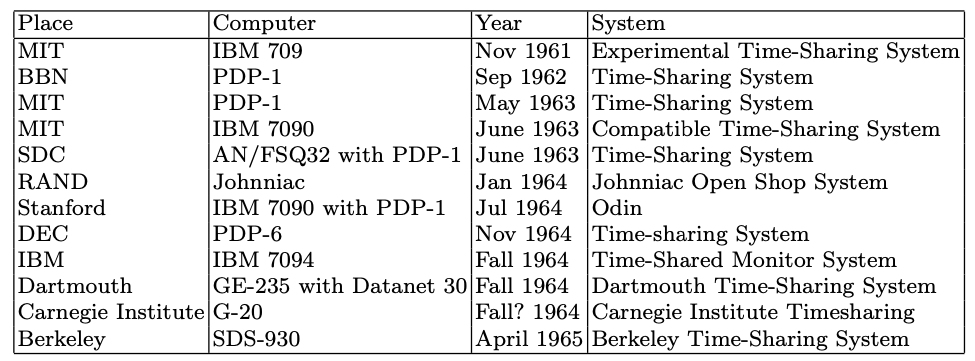 Place Computer Year System
MIT IBM 709 Nov 1961 Experimental Time-Sharing System
BBN PDP-1 Sep 1962 Time-Sharing System
MIT PDP-1 May 1963 Time-Sharing System
MIT IBM 7090 June 1963 Compatible Time-Sharing System
SDC AN/FSQ32 with PDP-1 June 1963 Time-Sharing System
RAND Johnniac Jan 1964 Johnniac Open Shop System
Stanford IBM 7090 with PDP-1 Jul 1964 Odin
DEC PDP-6 Nov 1964 Time-sharing System
IBM IBM 7094 Fall 1964 Time-Shared Monitor System
Dartmouth GE-235 with Datanet 30 Fall 1964 Dartmouth Time-Sharing System
Carnegie Institute G-20 Fall? 1964 Carnegie Institute Timesharing
Berkeley SDS-930 April 1965 Berkeley Time-Sharing System